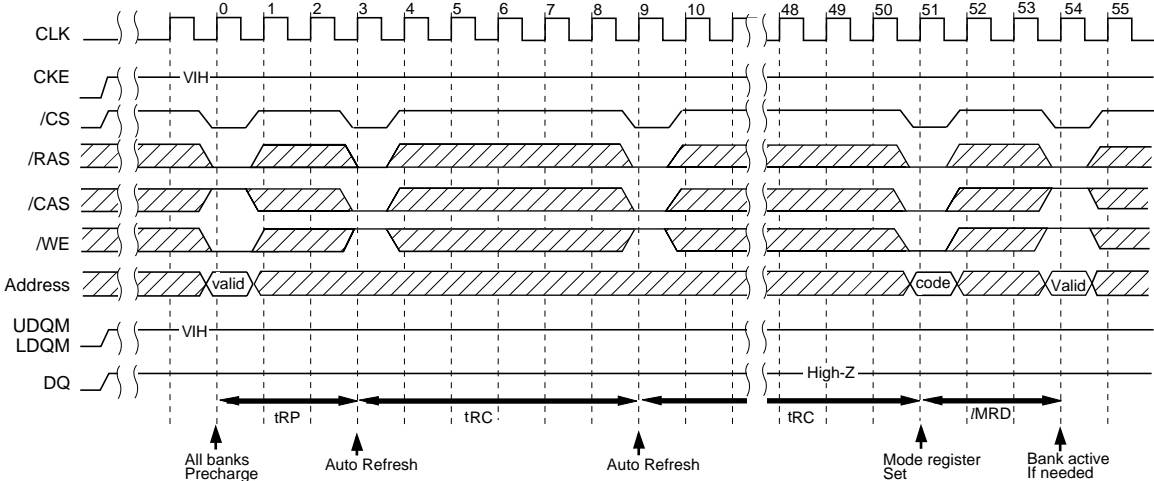 0 1 2 3 4 5 6 7 8 9 10 48 49 50 51 52 53 54 55
CLK
CKE VIH
/CS
/RAS
/CAS
/WE
Address valid code Valid
UDQM
LDQM VIH
DQ High-Z
tRP tRC tRC lMRD
All banks
Precharge
Auto Refresh
Auto Refresh
Mode register
Set
Bank active
If needed